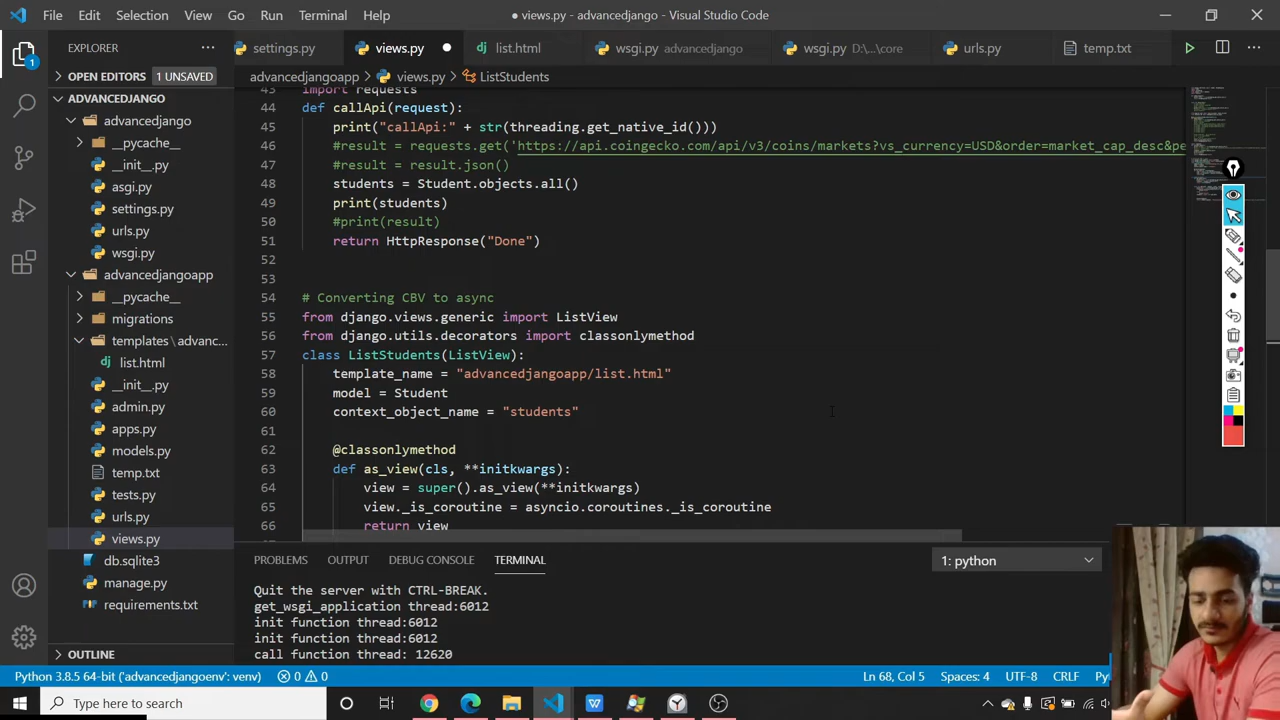 File Edit Selection View Go Run Terminal Help
● views.py - advancedjango - Visual Studio Code
EXPLORER
settings.py
views.py
list.html
wsgi.py advancedjango
wsgi.py D:\...\core
urls.py
temp.txt
OPEN EDITORS 1 UNSAVED
ADVANCEDJANGO
advancedjango
__pycache__
__init__.py
asgi.py
settings.py
urls.py
wsgi.py
advancedjangoapp
__pycache__
migrations
templates \ advanc...
list.html
__init__.py
admin.py
apps.py
models.py
temp.txt
tests.py
urls.py
views.py
db.sqlite3
manage.py
requirements.txt
OUTLINE
advancedjangoapp > views.py > ListStudents
43 import requests
44 def callApi(request):
45 print("callApi:" + str(threading.get_native_id()))
46 #result = requests.get('https://api.coingecko.com/api/v3/coins/markets?vs_currency=USD&order=market_cap_desc&pe
47 #result = result.json()
48 students = Student.objects.all()
49 print(students)
50 #print(result)
51 return HttpResponse("Done")
52
53
54 # Converting CBV to async
55 from django.views.generic import ListView
56 from django.utils.decorators import classonlymethod
57 class ListStudents(ListView):
58 template_name = "advancedjangoapp/list.html"
59 model = Student
60 context_object_name = "students"
61
62 @classonlymethod
63 def as_view(cls, **initkwargs):
64 view = super().as_view(**initkwargs)
65 view._is_coroutine = asyncio.coroutines._is_coroutine
66 return view
PROBLEMS OUTPUT DEBUG CONSOLE TERMINAL
1: python
Quit the server with CTRL-BREAK.
get_wsgi_application thread:6012
init function thread:6012
init function thread:6012
call function thread: 12620
Python 3.8.5 64-bit ('advancedjangoenv': venv) 0 0
Ln 68, Col 5 Spaces: 4 UTF-8 CRLF Py
Type here to search